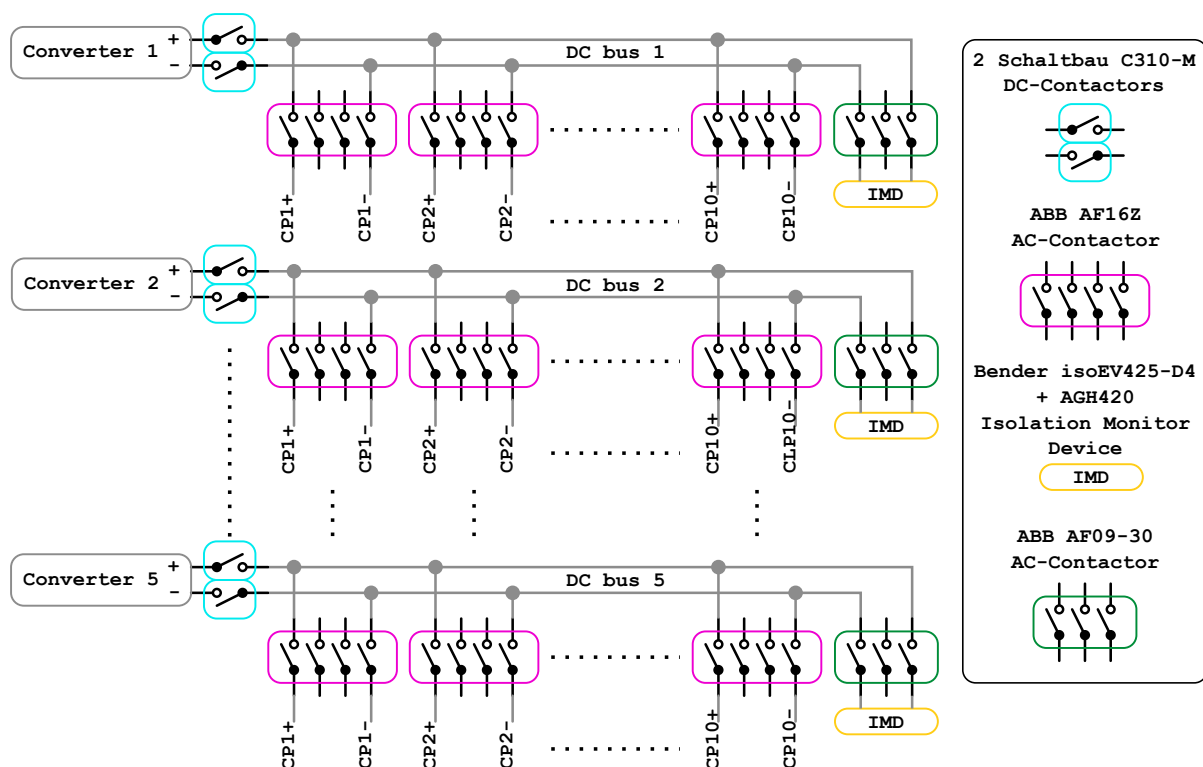 Converter 1
+
−
DC bus 1
CP1+
CP1-
CP2+
CP2-
CP10+
CP10-
IMD
Converter 2
+
−
DC bus 2
CP1+
CP1-
CP2+
CP2-
CP10+
CLP10-
IMD
Converter 5
+
−
DC bus 5
CP1+
CP1-
CP2+
CP2-
CP10+
CP10-
IMD
2 Schaltbau C310-M
DC-Contactors
ABB AF16Z
AC-Contactor
Bender isoEV425-D4
+ AGH420
Isolation Monitor
Device
IMD
ABB AF09-30
AC-Contactor